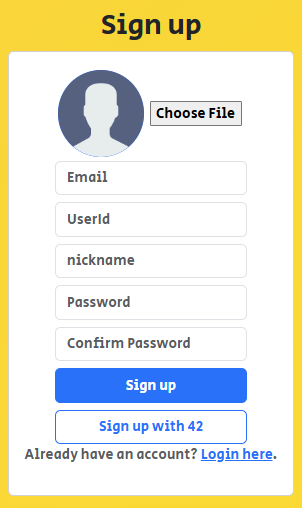 Sign up
Choose File
Email
UserId
nickname
Password
Confirm Password
Sign up
Sign up with 42
Already have an account? Login here.